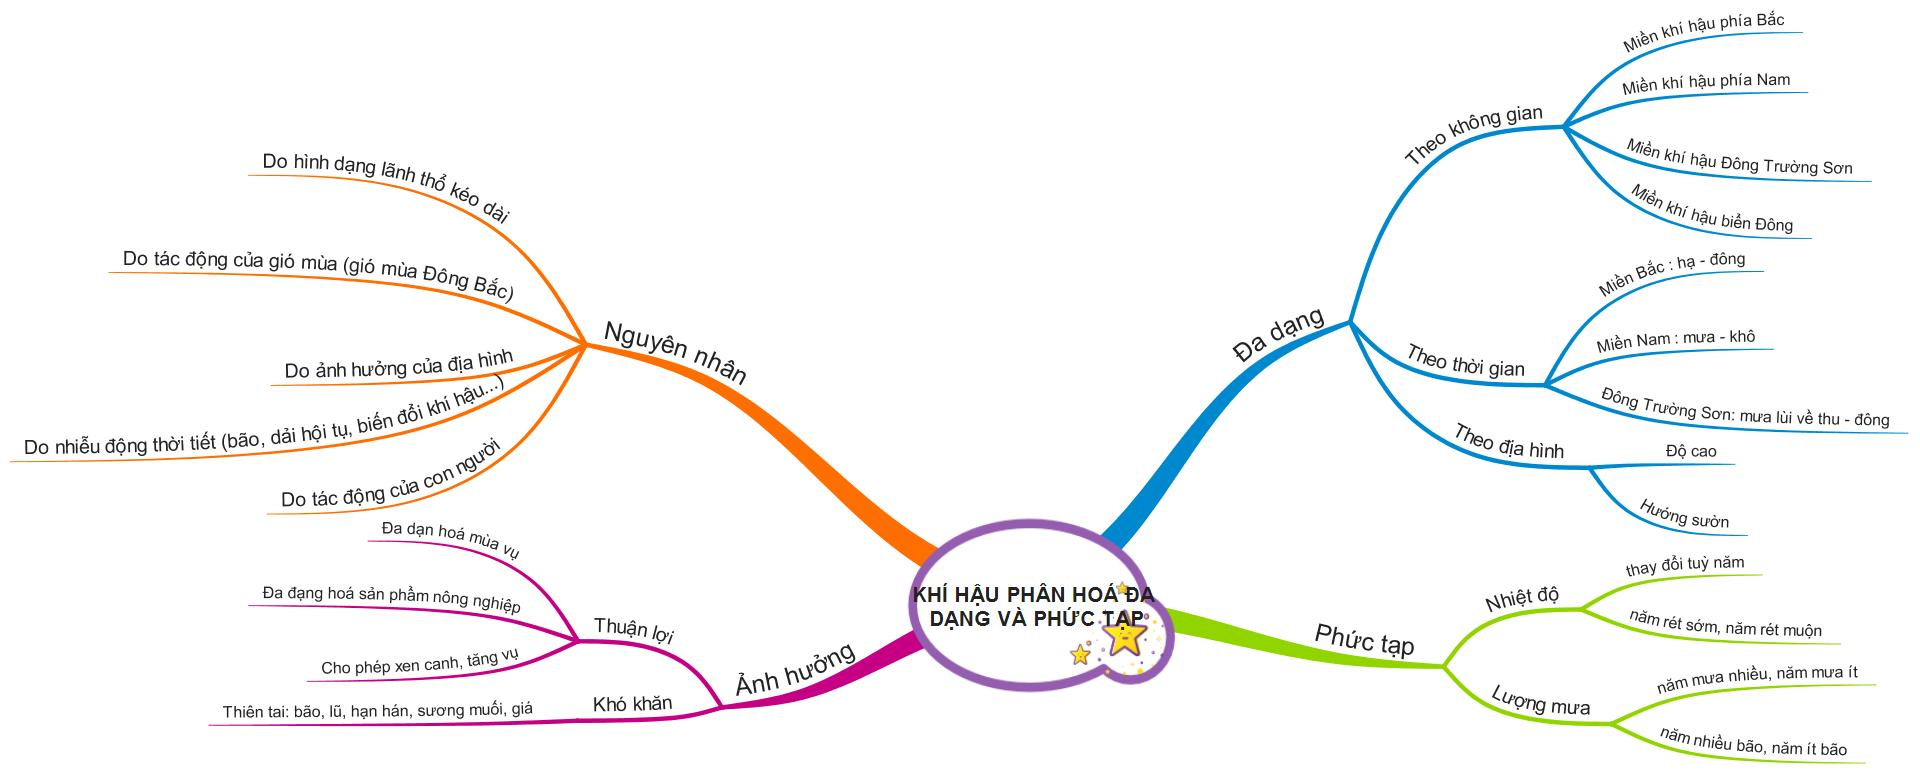 KHÍ HẬU PHÂN HOÁ ĐA
DẠNG VÀ PHỨC TẠP
Đa dạng
Theo không gian
Miền khí hậu phía Bắc
Miền khí hậu phía Nam
Miền khí hậu Đông Trường Sơn
Miền khí hậu biển Đông
Theo thời gian
Miền Bắc : hạ - đông
Miền Nam : mưa - khô
Đông Trường Sơn: mưa lùi về thu - đông
Theo địa hình
Độ cao
Hướng sườn
Phức tạp
Nhiệt độ
thay đổi tuỳ năm
năm rét sớm, năm rét muộn
Lượng mưa
năm mưa nhiều, năm mưa ít
năm nhiều bão, năm ít bão
Nguyên nhân
Do hình dạng lãnh thổ kéo dài
Do tác động của gió mùa (gió mùa Đông Bắc)
Do ảnh hưởng của địa hình
Do nhiễu động thời tiết (bão, dải hội tụ, biến đổi khí hậu...)
Do tác động của con người
Ảnh hưởng
Thuận lợi
Đa dạn hoá mùa vụ
Đa đạng hoá sản phầm nông nghiệp
Cho phép xen canh, tăng vụ
Khó khăn
Thiên tai: bão, lũ, hạn hán, sương muối, giá